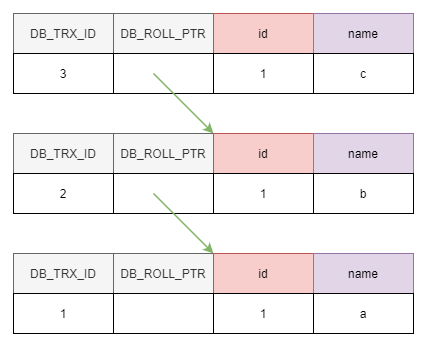 DB_TRX_ID DB_ROLL_PTR id name
3 1 c
DB_TRX_ID DB_ROLL_PTR id name
2 1 b
DB_TRX_ID DB_ROLL_PTR id name
1 1 a